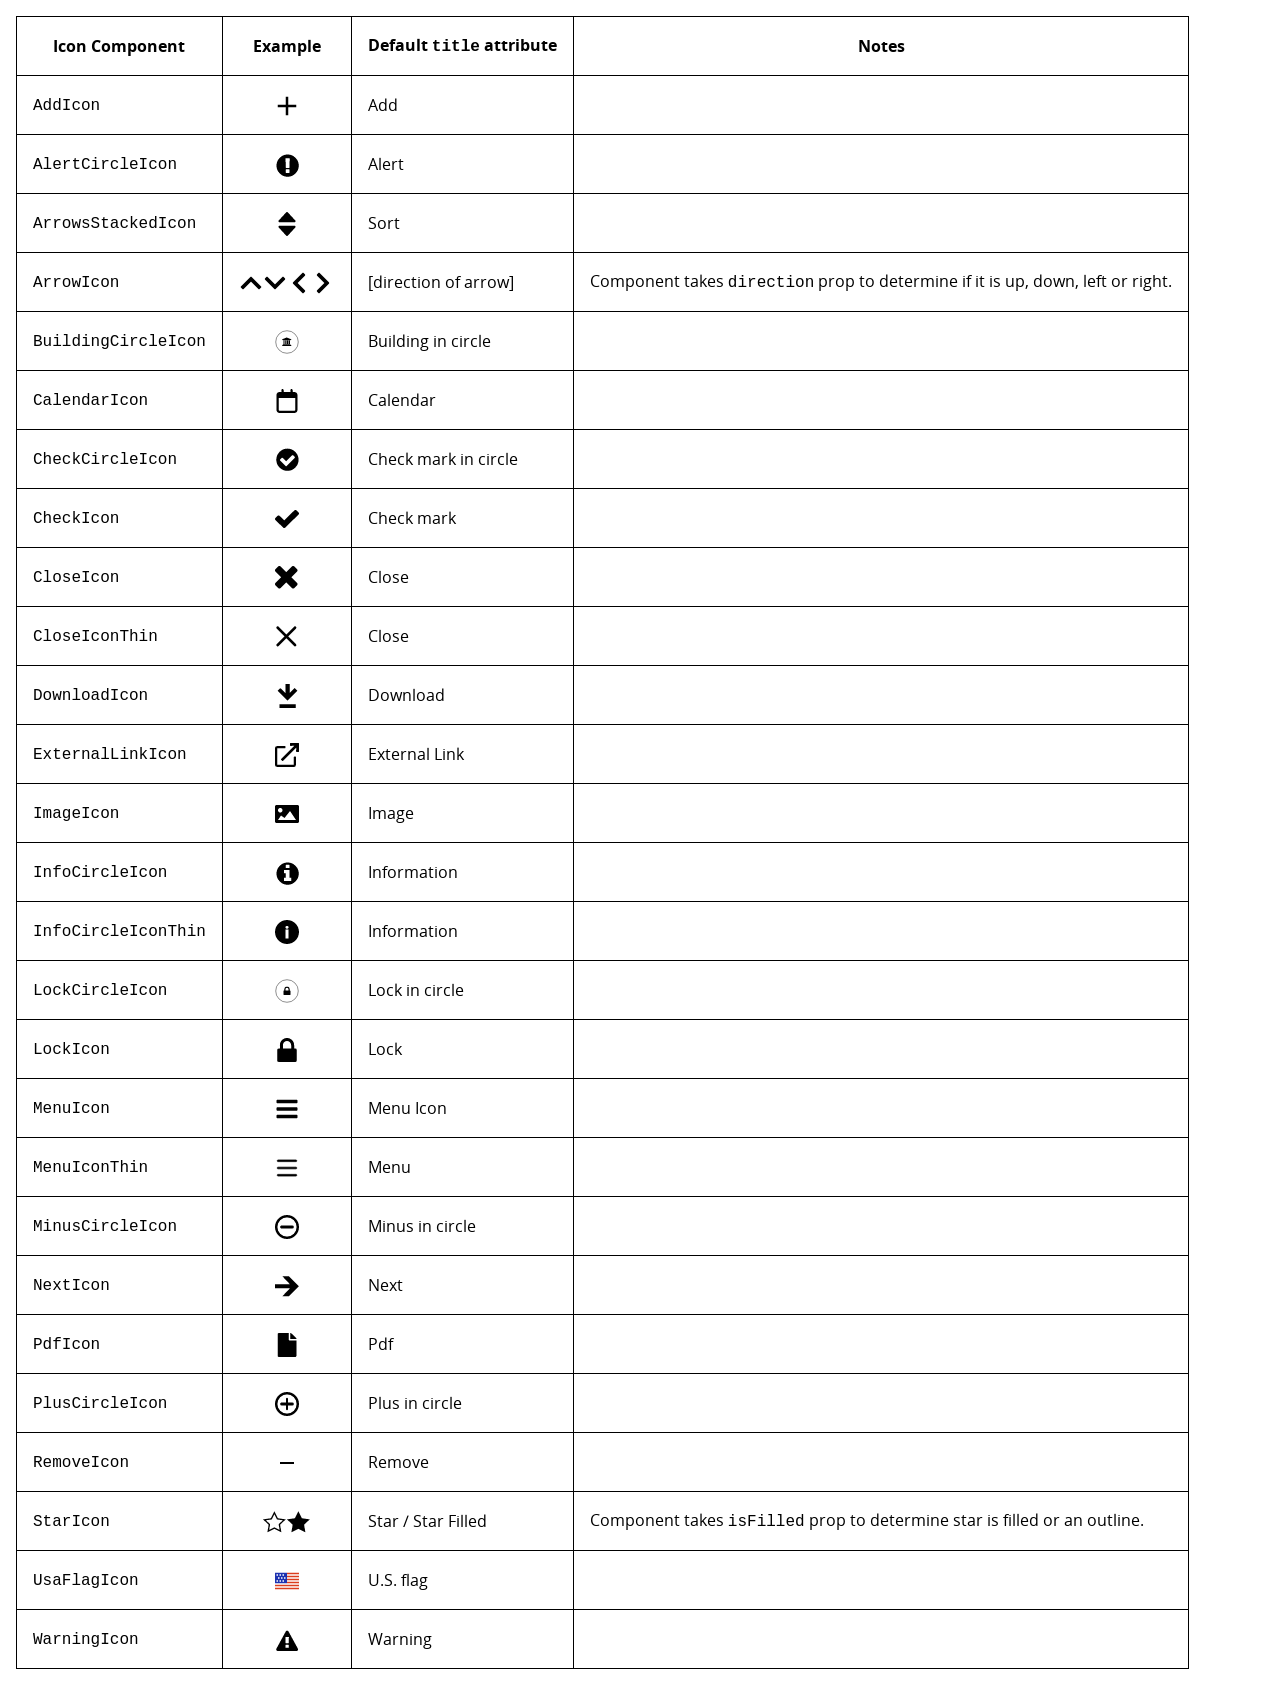 Icon Component Example Default title attribute Notes
AddIcon Add
AlertCircleIcon Alert
ArrowsStackedIcon Sort
ArrowIcon [direction of arrow] Component takes direction prop to determine if it is up, down, left or right.
BuildingCircleIcon Building in circle
CalendarIcon Calendar
CheckCircleIcon Check mark in circle
CheckIcon Check mark
CloseIcon Close
CloseIconThin Close
DownloadIcon Download
ExternalLinkIcon External Link
ImageIcon Image
InfoCircleIcon Information
InfoCircleIconThin Information
LockCircleIcon Lock in circle
LockIcon Lock
MenuIcon Menu Icon
MenuIconThin Menu
MinusCircleIcon Minus in circle
NextIcon Next
PdfIcon Pdf
PlusCircleIcon Plus in circle
RemoveIcon Remove
StarIcon Star / Star Filled Component takes isFilled prop to determine star is filled or an outline.
UsaFlagIcon U.S. flag
WarningIcon Warning